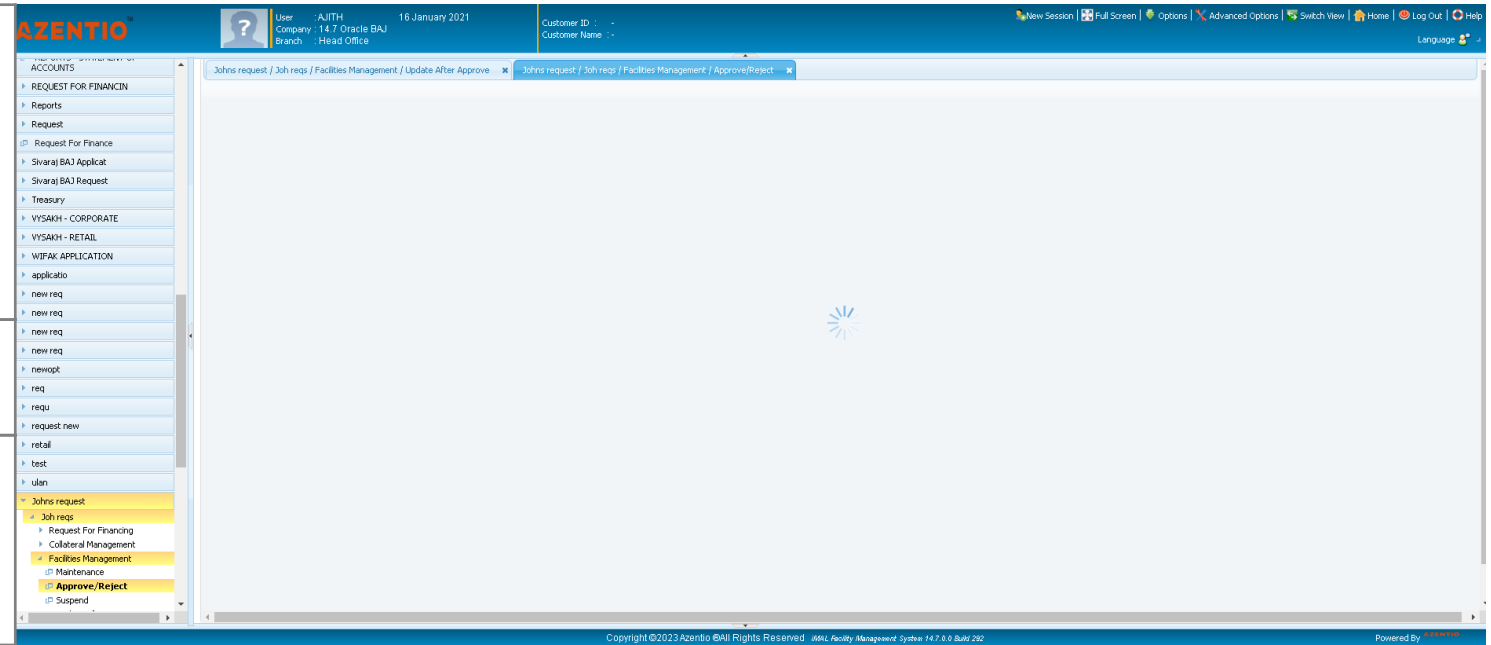 AZENTIO™
User : AJITH 16 January 2021
Company : 14.7 Oracle BAJ
Branch : Head Office
Customer ID : -
Customer Name : -
New Session | Full Screen | Options | Advanced Options | Switch View | Home | Log Out | Help
Language
ACCOUNTS
REQUEST FOR FINANCIN
Reports
Request
Request For Finance
Sivaraj BAJ Applicat
Sivaraj BAJ Request
Treasury
VYSAKH - CORPORATE
VYSAKH - RETAIL
WIFAK APPLICATION
applicatio
new req
new req
new req
new req
newopt
req
requ
request new
retail
test
ulan
Johns request
Joh reqs
Request For Financing
Collateral Management
Facilities Management
Maintenance
Approve/Reject
Suspend
Johns request / Joh reqs / Facilities Management / Update After Approve
Johns request / Joh reqs / Facilities Management / Approve/Reject
Copyright ©2023 Azentio ®All Rights Reserved iMAL Facility Management System 14.7.0.0 Build 292
Powered By AZENTIO